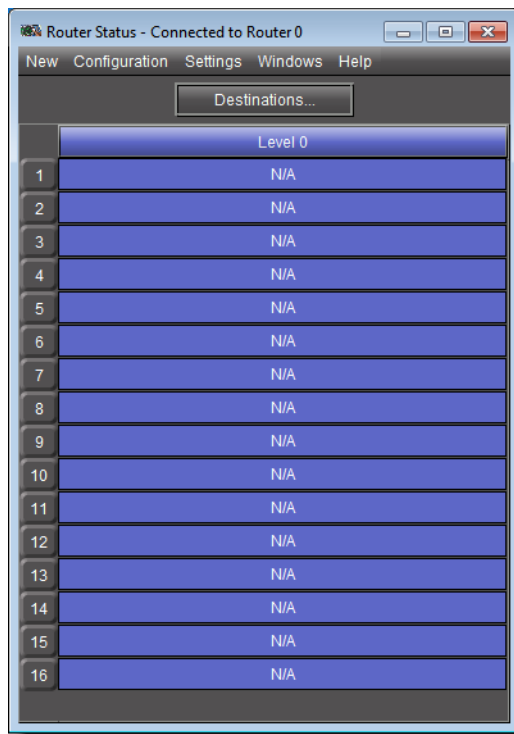 Router Status - Connected to Router 0
New Configuration Settings Windows Help
Destinations...
Level 0
1 N/A
2 N/A
3 N/A
4 N/A
5 N/A
6 N/A
7 N/A
8 N/A
9 N/A
10 N/A
11 N/A
12 N/A
13 N/A
14 N/A
15 N/A
16 N/A